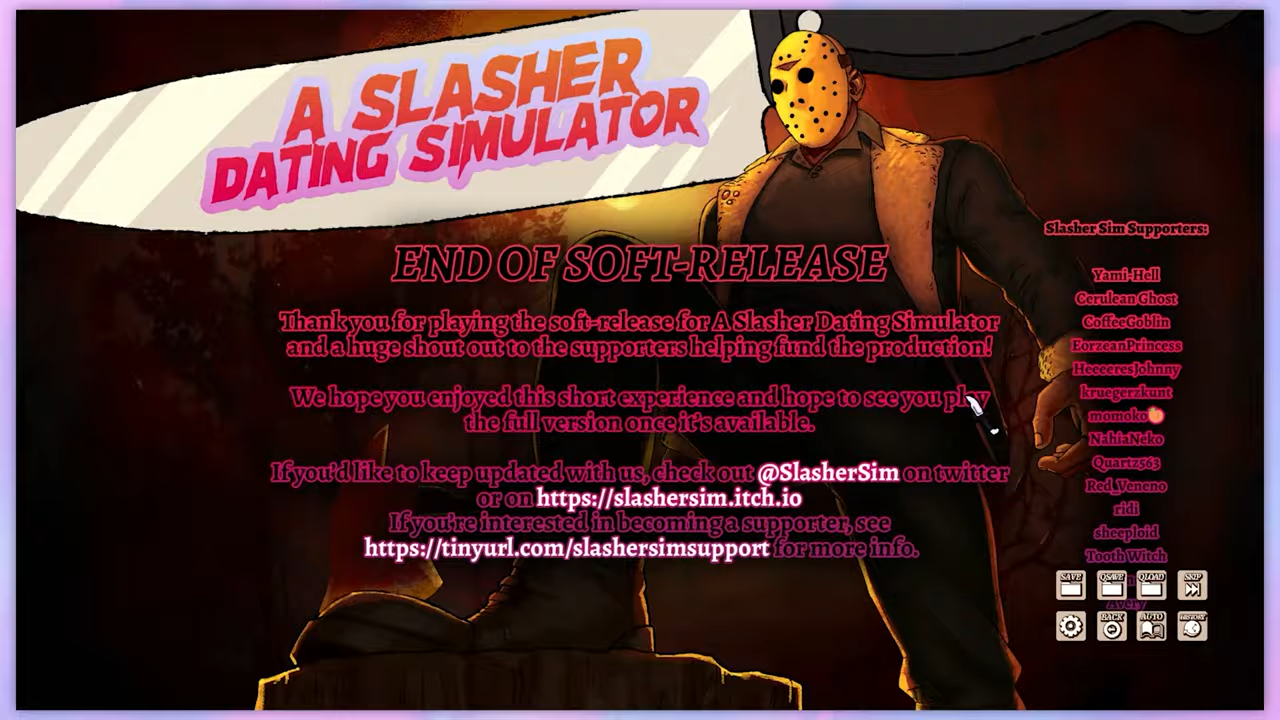 A SLASHER
DATING SIMULATOR
END OF SOFT-RELEASE
Thank you for playing the soft-release for A Slasher Dating Simulator
and a huge shout out to the supporters helping fund the production!
We hope you enjoyed this short experience and hope to see you play
the full version once it's available.
If you'd like to keep updated with us, check out @SlasherSim on twitter
or on https://slashersim.itch.io
If you're interested in becoming a supporter, see
https://tinyurl.com/slashersimsupport for more info.
Slasher Sim Supporters:
Yami-Hell
Cerulean Ghost
CoffeeGoblin
EorzeanPrincess
HeeeeresJohnny
kruegerzkunt
momoko🍑
NahiaNeko
Quartz563
Red_Veneno
ridi
sheeploid
Tooth Witch
Avery
SAVE QSAVE QLOAD SKIP
BACK AUTO HISTORY